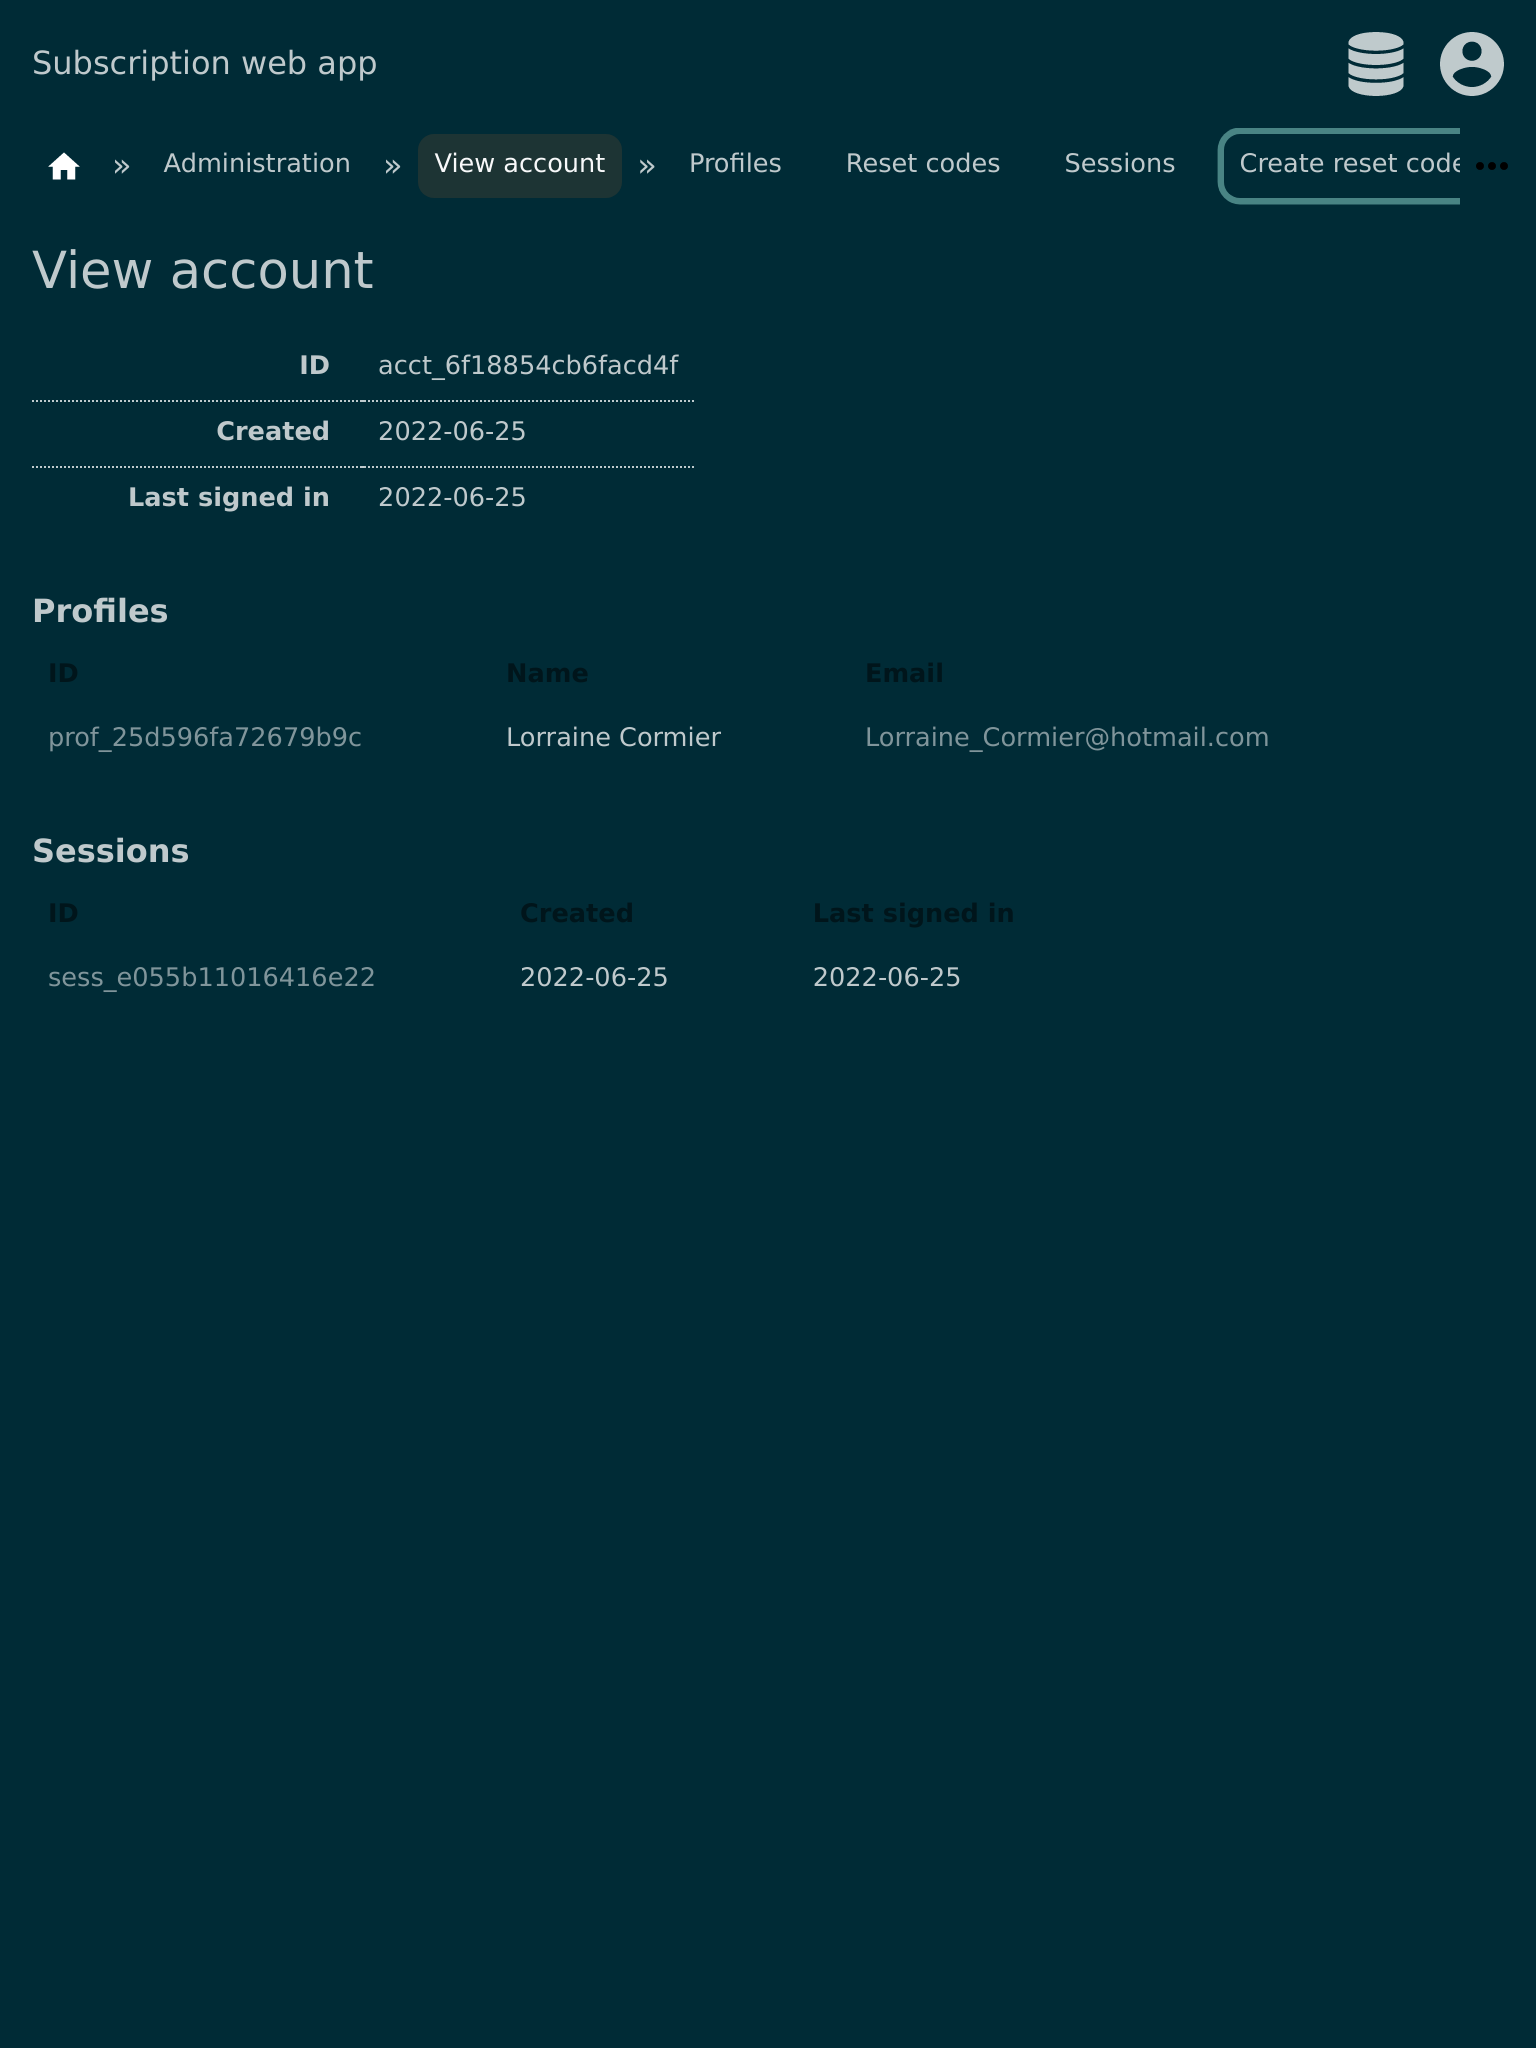 Subscription web app
» Administration » View account » Profiles Reset codes Sessions Create reset code •••
View account
ID acct_6f18854cb6facd4f
Created 2022-06-25
Last signed in 2022-06-25
Profiles
ID Name Email
prof_25d596fa72679b9c Lorraine Cormier Lorraine_Cormier@hotmail.com
Sessions
ID Created Last signed in
sess_e055b11016416e22 2022-06-25 2022-06-25